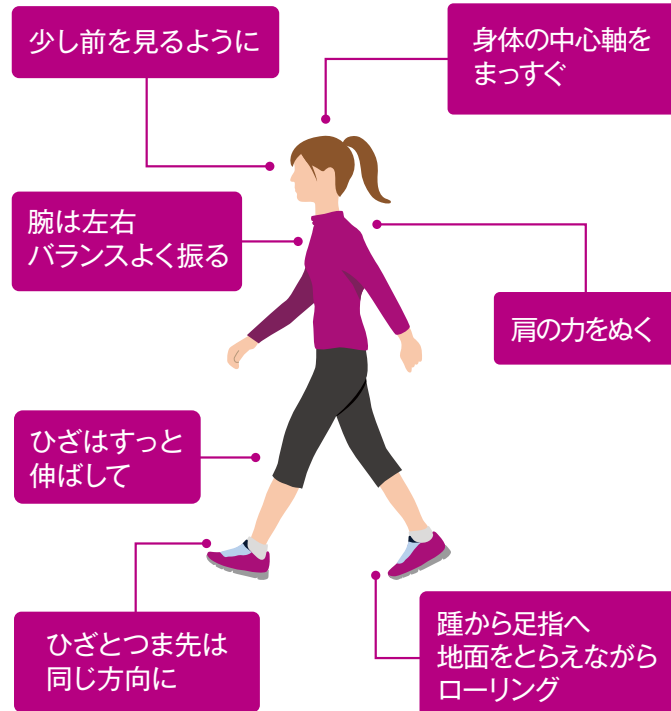 少し前を見るように
身体の中心軸を
まっすぐ
腕は左右
バランスよく振る
肩の力をぬく
ひざはすっと
伸ばして
ひざとつま先は
同じ方向に
踵から足指へ
地面をとらえながら
ローリング